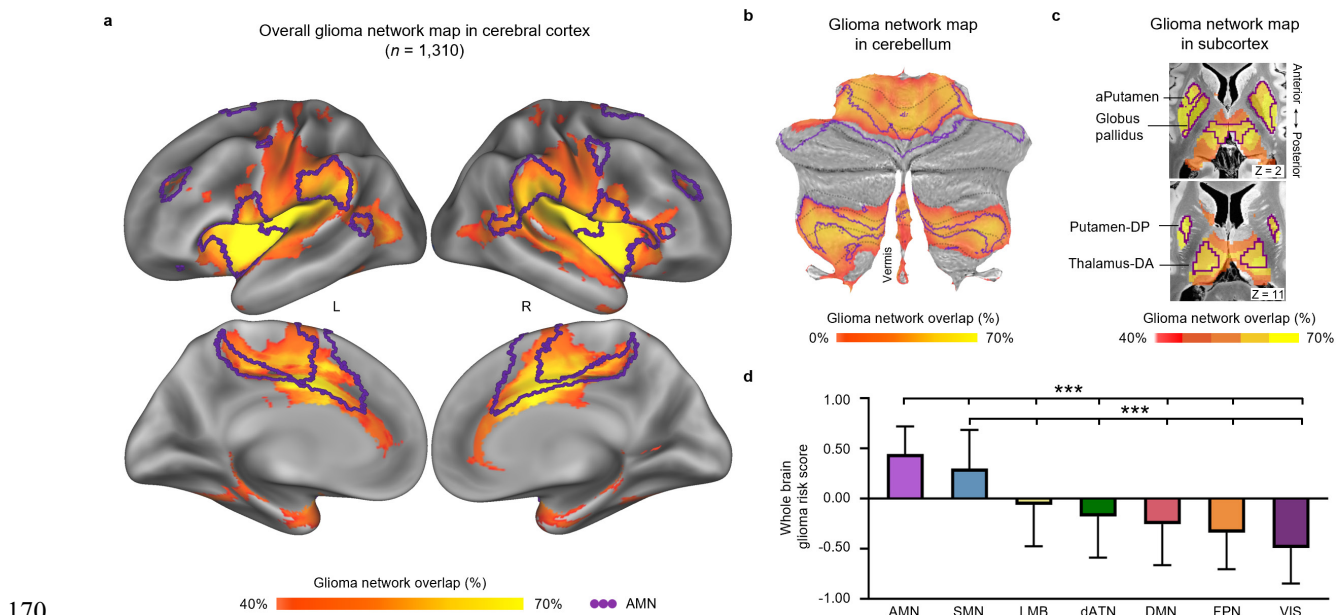 a
Overall glioma network map in cerebral cortex
(n = 1,310)
L
R
Glioma network overlap (%)
40%
70%
AMN
170
b
Glioma network map
in cerebellum
Vermis
Glioma network overlap (%)
0%
70%
c
Glioma network map
in subcortex
aPutamen
Globus
pallidus
Anterior
Posterior
Z = 2
Putamen-DP
Thalamus-DA
Z = 11
Glioma network overlap (%)
40%
70%
d
Whole brain
glioma risk score
1.00
0.50
0.00
-0.50
-1.00
***
***
AMN SMN LMB dATN DMN FPN VIS